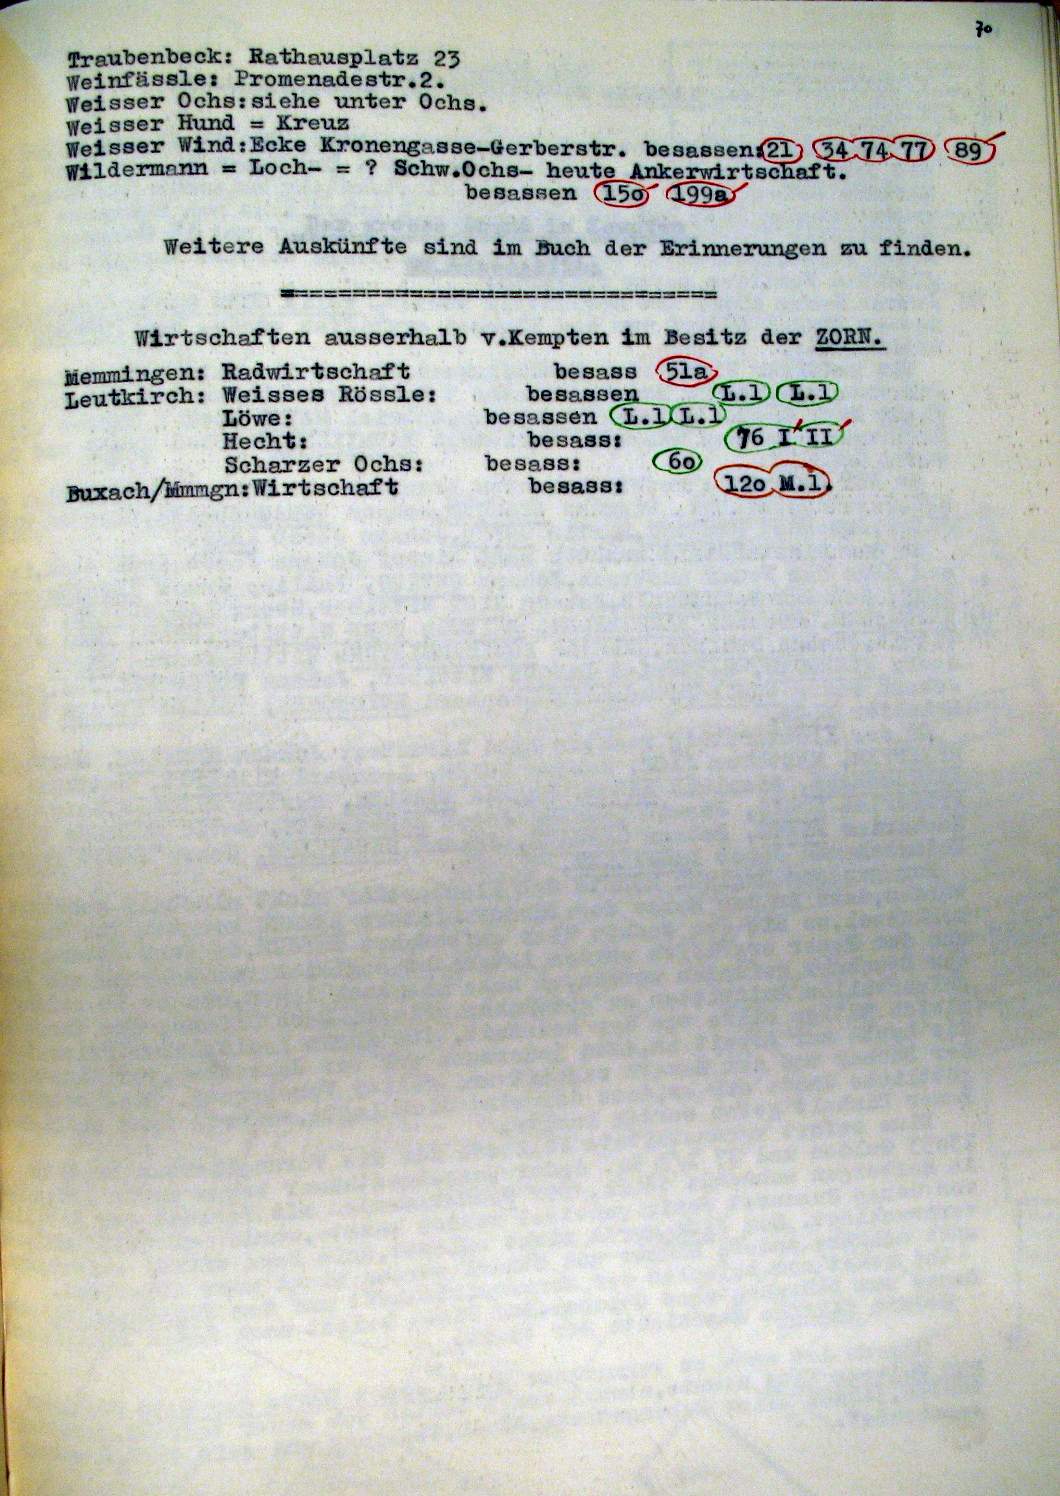 70
Traubenbeck: Rathausplatz 23
Weinfässle: Promenadestr.2.
Weisser Ochs:siehe unter Ochs.
Weisser Hund = Kreuz
Weisser Wind:Ecke Kronengasse-Gerberstr. besassen:21 34 74 77 89
Wildermann = Loch- = ? Schw.Ochs- heute Ankerwirtschaft.
besassen 15o 199a
Weitere Auskünfte sind im Buch der Erinnerungen zu finden.
==============================
Wirtschaften ausserhalb v.Kempten im Besitz der ZORN.
Memmingen: Radwirtschaft besass 51a
Leutkirch: Weisses Rössle: besassen L.1 L.1
Löwe: besassen L.1 L.1
Hecht: besass: 76 I II
Scharzer Ochs: besass: 6o
Buxach/Mmmgn:Wirtschaft besass: 12o M.1.